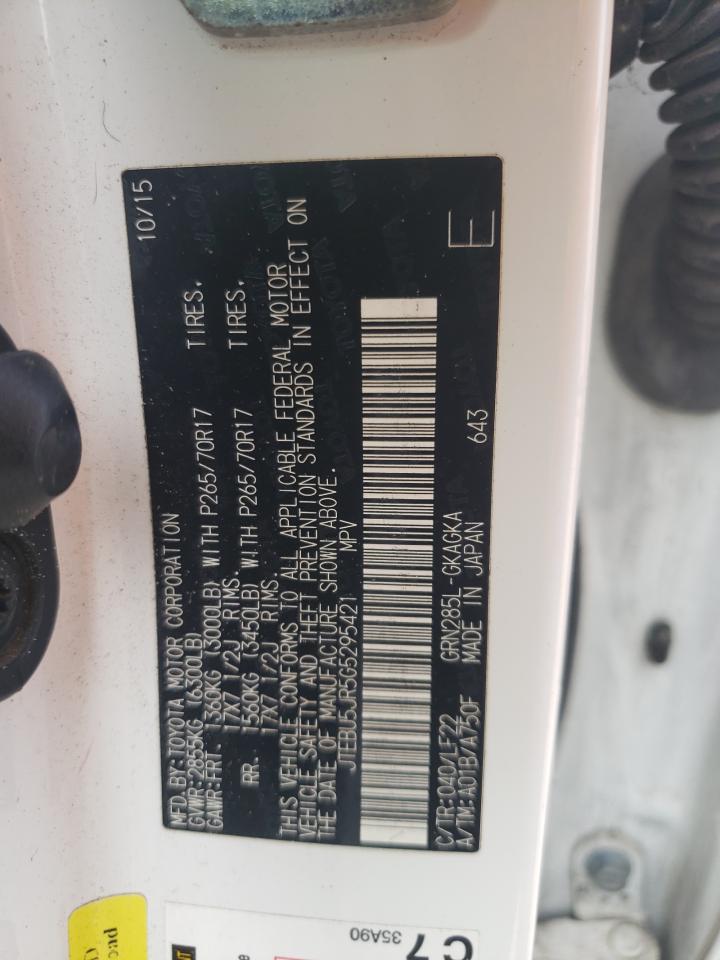 MFD.BY:TOYOTA MOTOR CORPORATION 10/15
GVWR:2855KG (6300LB)
GAWR:FRT. 1360KG (3000LB) WITH P265/70R17 TIRES.
17X7 1/2J RIMS.
RR. 1560KG (3450LB) WITH P265/70R17 TIRES.
17X7 1/2J RIMS.
THIS VEHICLE CONFORMS TO ALL APPLICABLE FEDERAL MOTOR
VEHICLE SAFETY AND THEFT PREVENTION STANDARDS IN EFFECT ON
THE DATE OF MANUFACTURE SHOWN ABOVE.
JTEBU5JR5G5295421 MPV
C/TR:040/LF22 GRN285L-GKAGKA
A/TM:A01B/A750F MADE IN JAPAN 643 E
C7
35A90